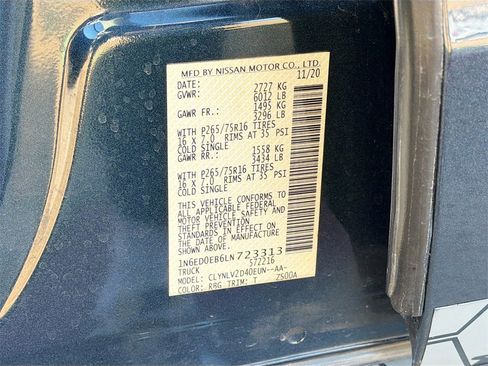 MFD BY NISSAN MOTOR CO., LTD.
DATE: 11/20
GVWR: 2727 KG
6012 LB
GAWR FR.: 1495 KG
3296 LB
WITH P265/75R16 TIRES
16 X 7.0 RIMS AT 35 PSI
COLD SINGLE
GAWR RR.: 1558 KG
3434 LB
WITH P265/75R16 TIRES
16 X 7.0 RIMS AT 35 PSI
COLD SINGLE
THIS VEHICLE CONFORMS TO
ALL APPLICABLE FEDERAL
MOTOR VEHICLE SAFETY AND
THEFT PREVENTION
STANDARDS IN EFFECT ON
THE DATE OF MANUFACTURE
SHOWN ABOVE.
1N6ED0EB6LN723313
TRUCK 572216
MODEL: CLYNLV2D40EUN--AA-
COLOR: RBG TRIM: T ZS00A